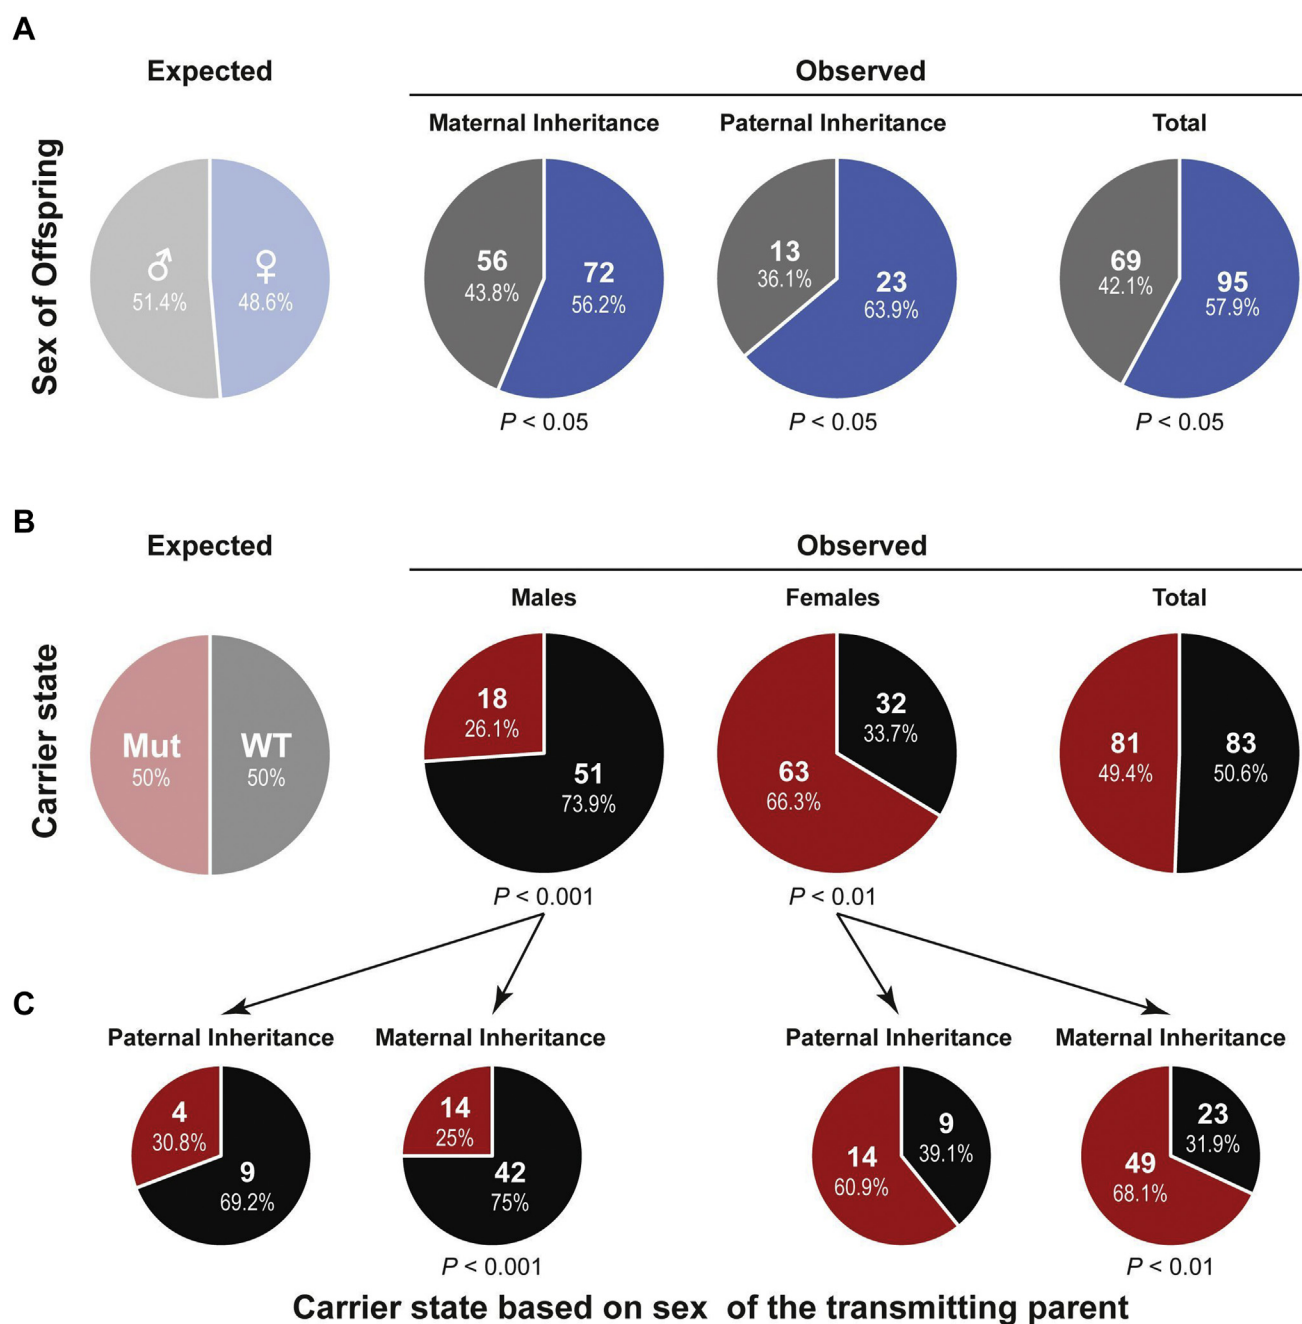 A
Expected
Observed
Maternal Inheritance
Paternal Inheritance
Total
Sex of Offspring
♂
51.4%
♀
48.6%
56
43.8%
72
56.2%
13
36.1%
23
63.9%
69
42.1%
95
57.9%
P < 0.05
P < 0.05
P < 0.05
B
Expected
Observed
Males
Females
Total
Carrier state
Mut
50%
WT
50%
18
26.1%
51
73.9%
63
66.3%
32
33.7%
81
49.4%
83
50.6%
P < 0.001
P < 0.01
C
Paternal Inheritance
Maternal Inheritance
Paternal Inheritance
Maternal Inheritance
4
30.8%
9
69.2%
14
25%
42
75%
14
60.9%
9
39.1%
49
68.1%
23
31.9%
P < 0.001
P < 0.01
Carrier state based on sex of the transmitting parent